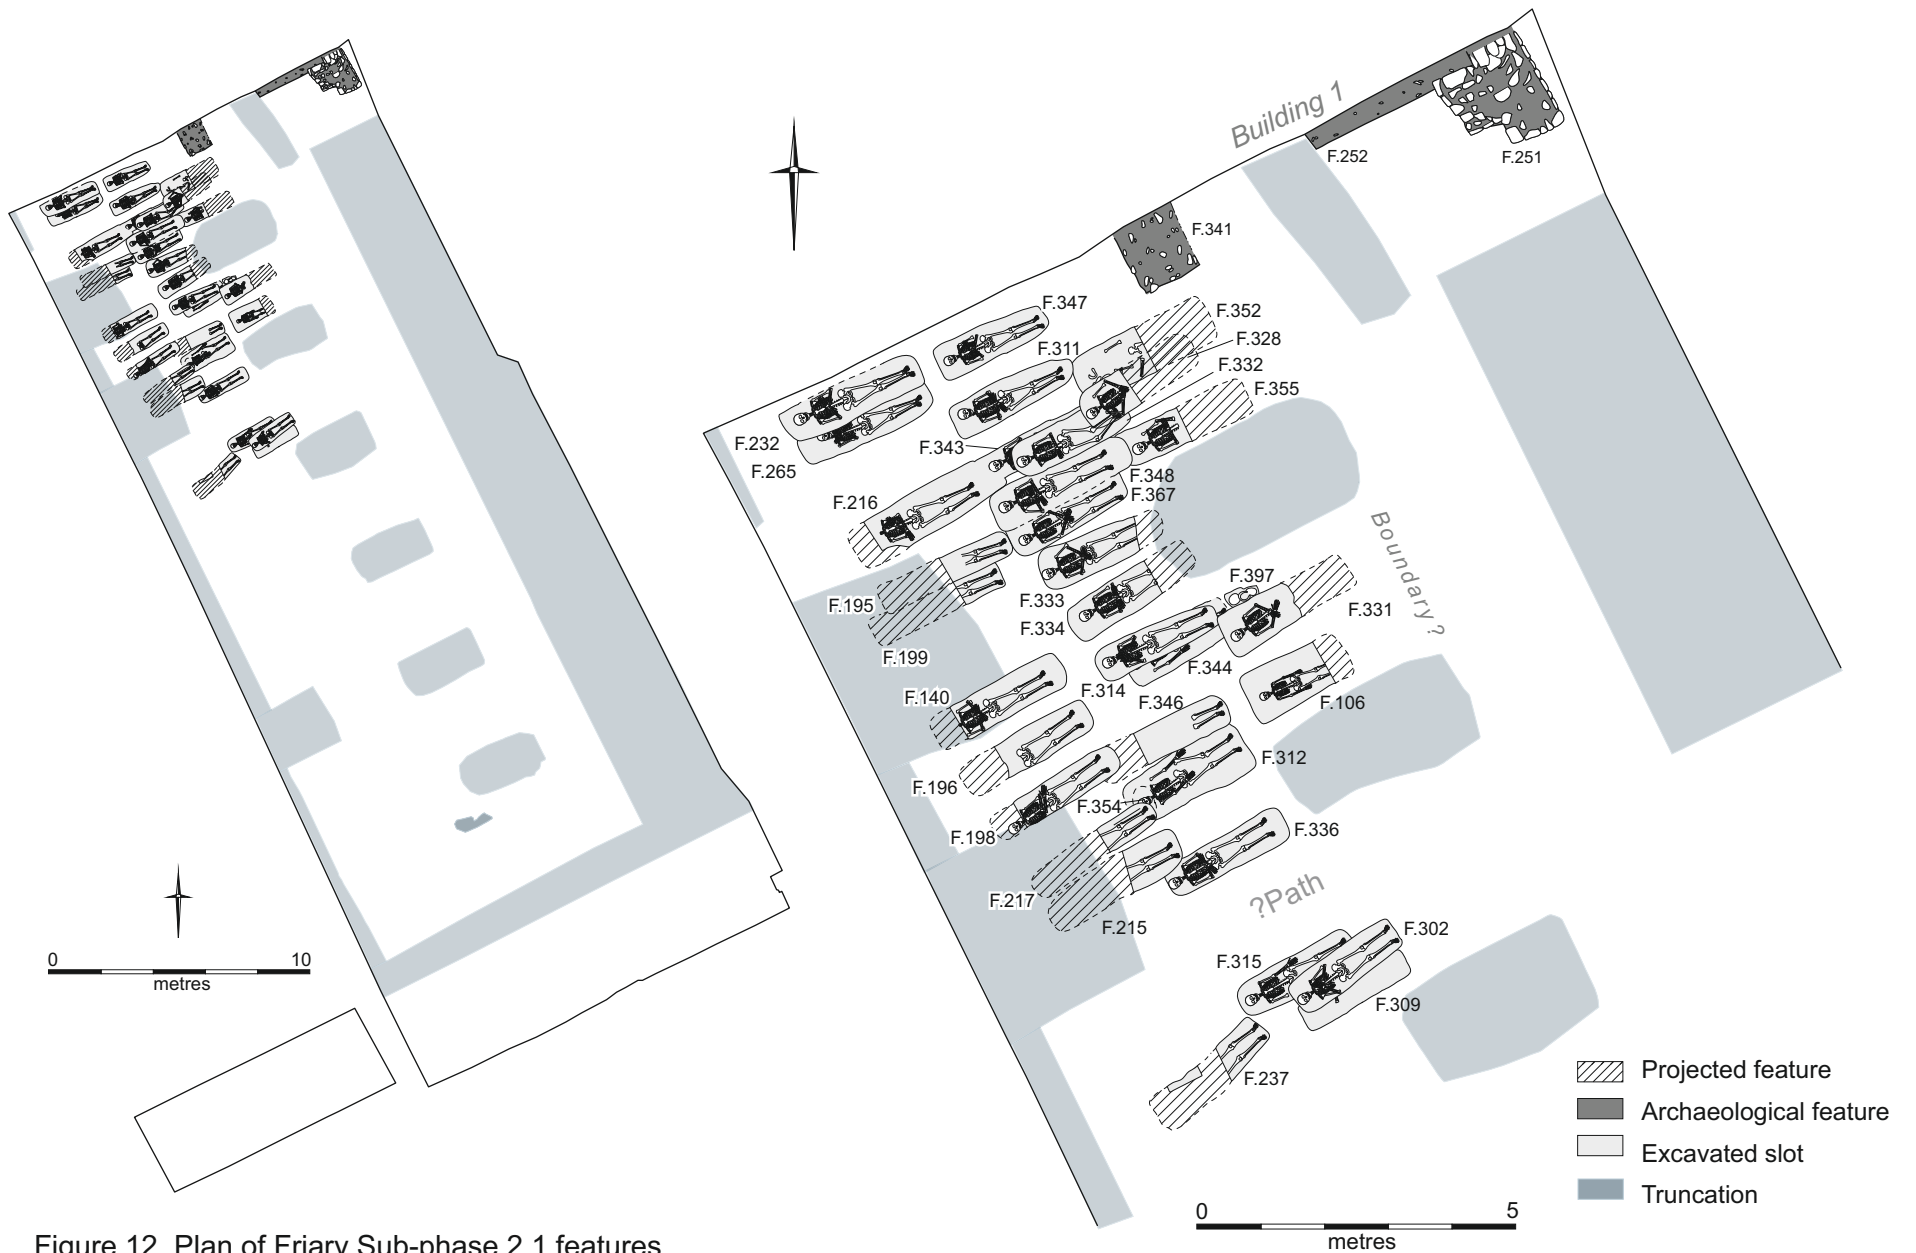 Building 1
F.252
F.251
F.341
F.347
F.352
F.311
F.328
F.332
F.355
F.232
F.343
F.265
F.348
F.367
F.216
Boundary ?
F.195
F.333
F.397
F.331
F.334
F.199
F.344
F.314
F.140
F.346
F.106
F.312
F.196
F.354
F.198
F.336
?Path
F.217
F.215
F.302
F.315
F.309
F.237
0 10
metres
Projected feature
Archaeological feature
Excavated slot
Truncation
0 5
metres
Figure 12. Plan of Friary Sub-phase 2.1 features